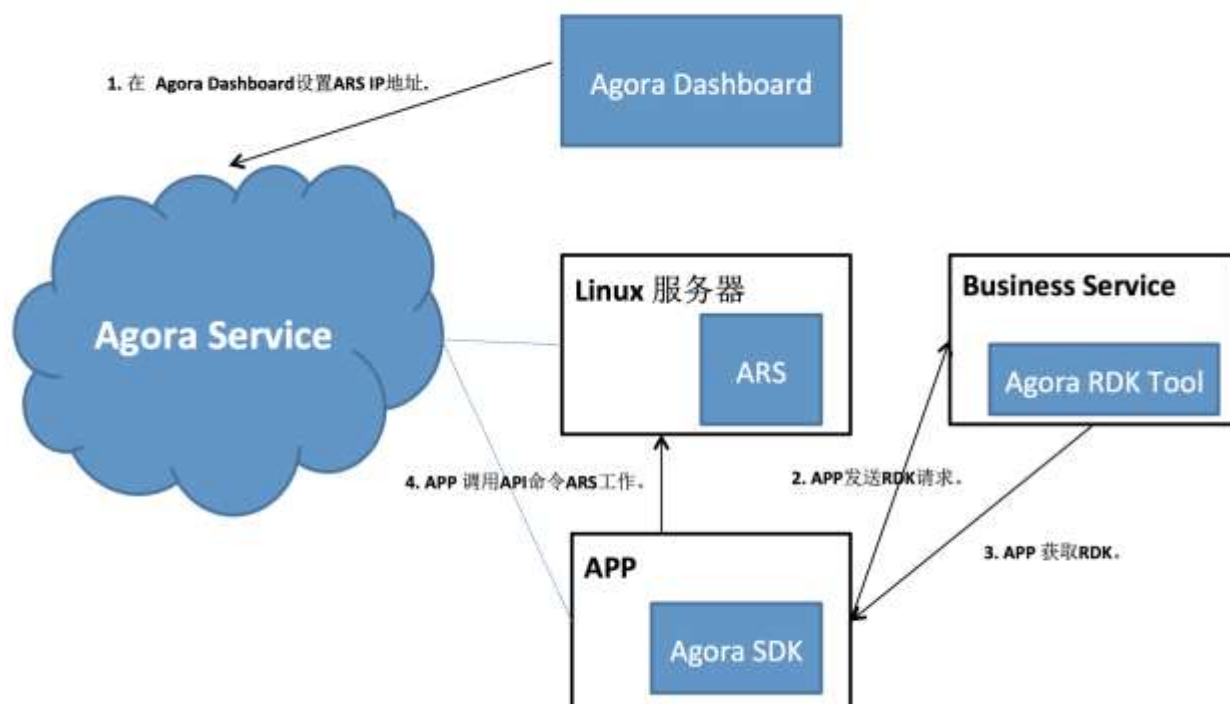 Agora Dashboard
1. 在 Agora Dashboard设置ARS IP地址.
Agora Service
Linux 服务器
ARS
Business Service
Agora RDK Tool
4. APP 调用API命令ARS工作。
2. APP发送RDK请求。
3. APP 获取RDK。
APP
Agora SDK